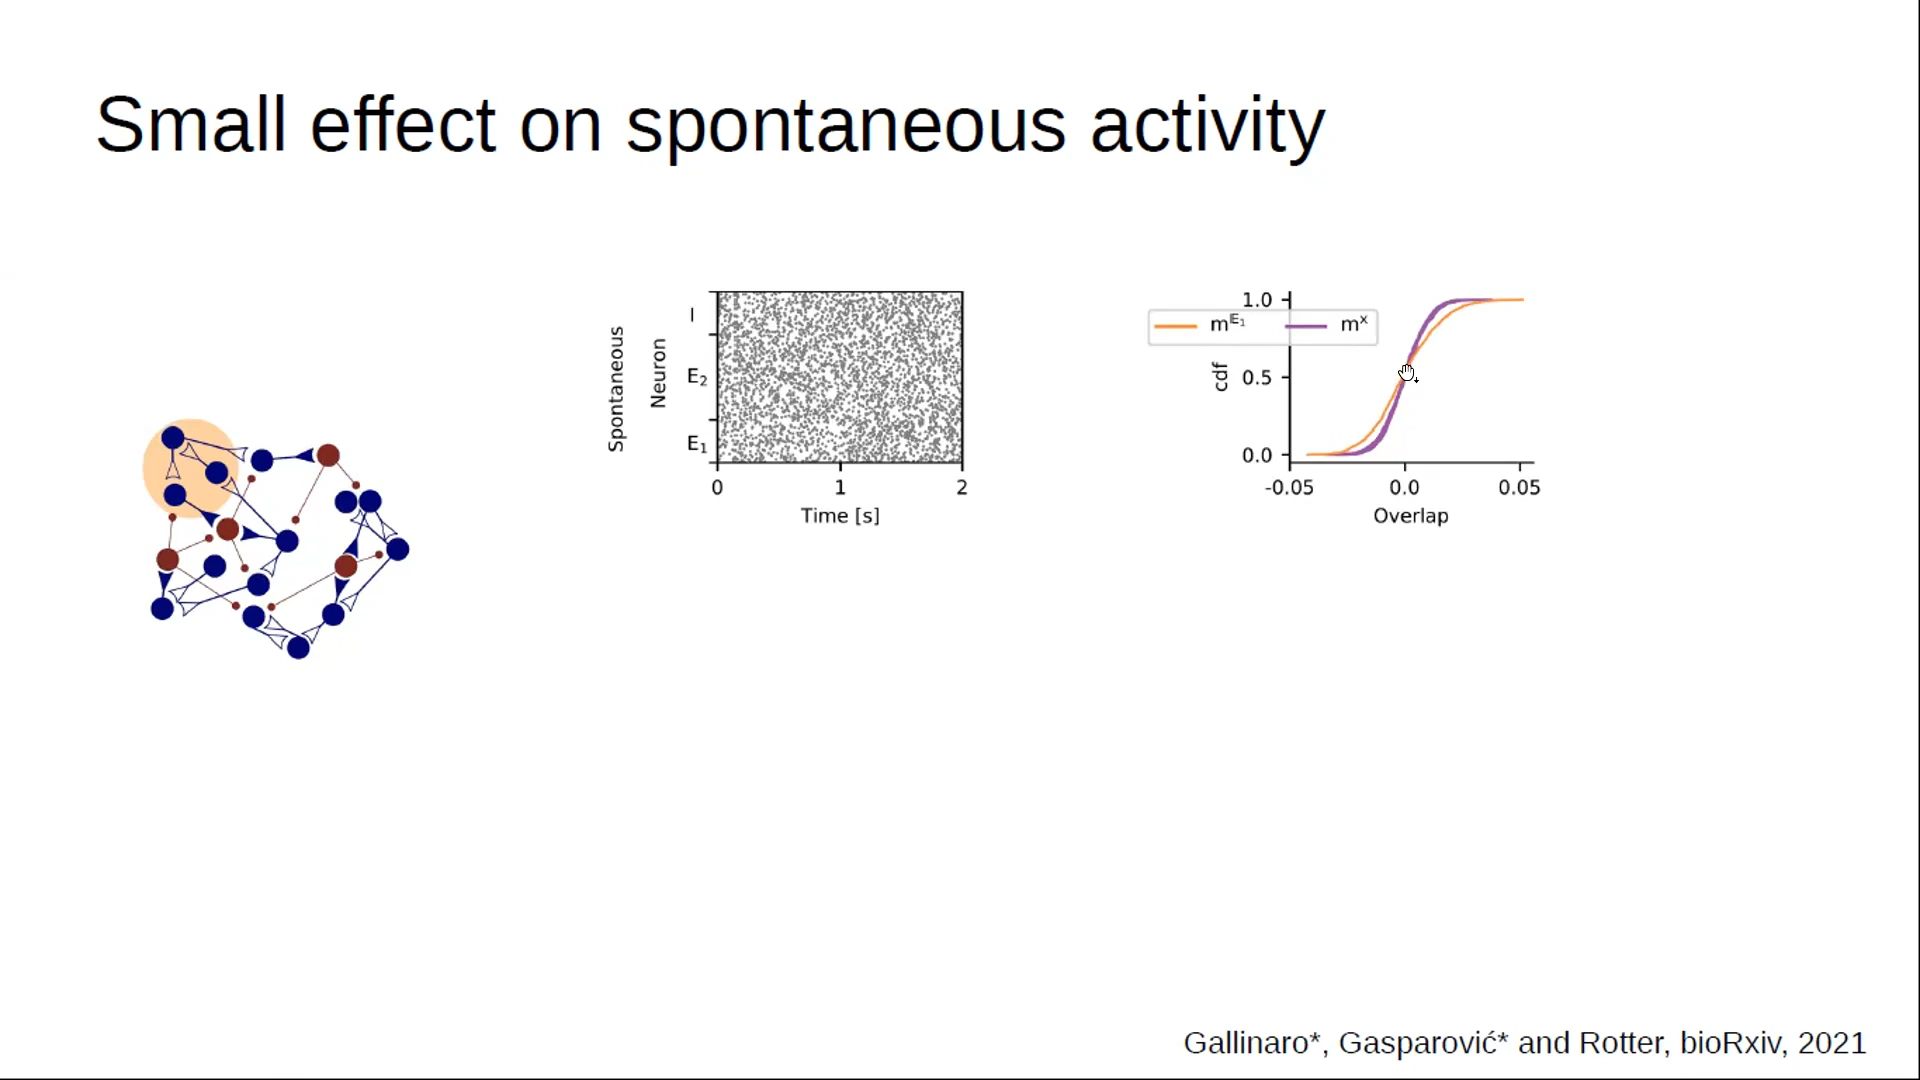 Small effect on spontaneous activity
Spontaneous
Neuron
I
E2
E1
0 1 2
Time [s]
1.0
mE1 mx
cdf
0.5
0.0
-0.05 0.0 0.05
Overlap
Gallinaro*, Gasparović* and Rotter, bioRxiv, 2021